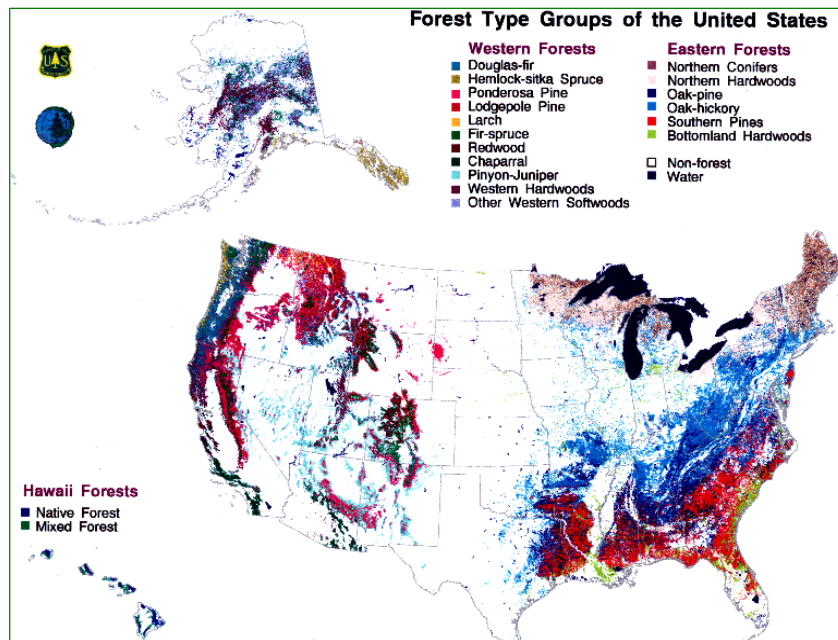 Forest Type Groups of the United States
Western Forests
Douglas-fir
Hemlock-sitka Spruce
Ponderosa Pine
Lodgepole Pine
Larch
Fir-spruce
Redwood
Chaparral
Pinyon-Juniper
Western Hardwoods
Other Western Softwoods
Eastern Forests
Northern Conifers
Northern Hardwoods
Oak-pine
Oak-hickory
Southern Pines
Bottomland Hardwoods
Non-forest
Water
U S
Hawaii Forests
Native Forest
Mixed Forest